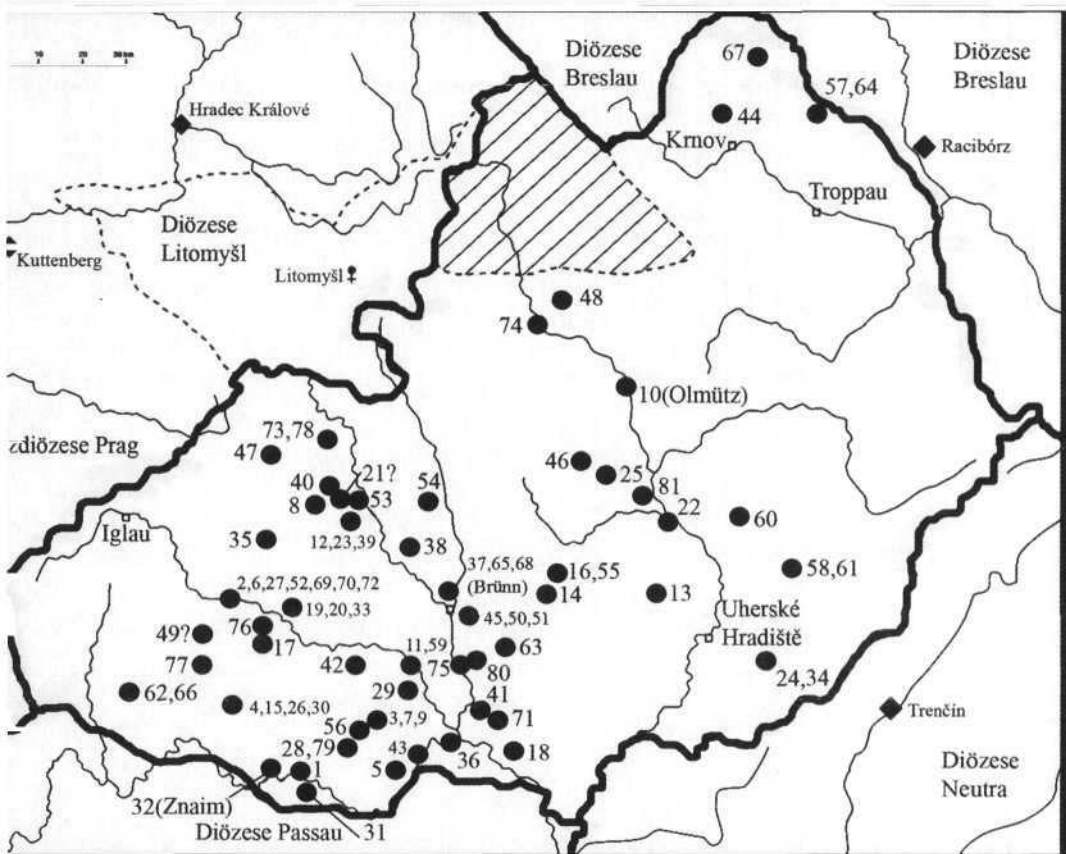 10 20 30 km
Diözese
Breslau
67
57,64
Diözese
Breslau
Hradec Králové
44
Krnov
Racibórz
Troppau
Diözese
Litomyšl
Kuttenberg
Litomyšl
48
74
10(Olmütz)
zdiözese Prag
73,78
47
40
21?
8
53
54
46
25
81
22
60
Iglau
35
12,23,39
38
37,65,68
(Brünn)
16,55
14
13
58,61
2,6,27,52,69,70,72
19,20,33
45,50,51
Uherské
Hradiště
49?
76
17
11,59
63
77
42
75
80
24,34
62,66
29
41
4,15,26,30
3,7,9
71
Trenčín
56
28,79
43
36
18
1
5
Diözese
Neutra
32(Znaim)
Diözese Passau
31